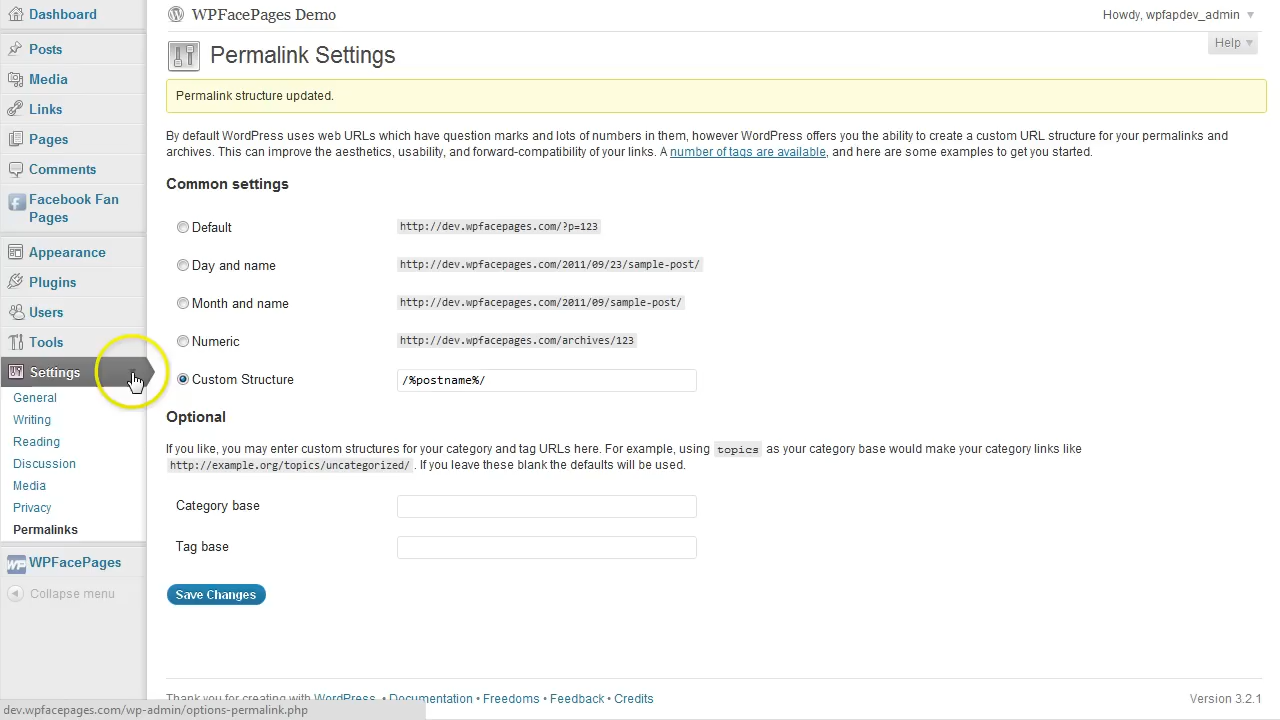 Dashboard
Posts
Media
Links
Pages
Comments
Facebook Fan
Pages
Appearance
Plugins
Users
Tools
Settings
General
Writing
Reading
Discussion
Media
Privacy
Permalinks
WPFacePages
Collapse menu
WPFacePages Demo
Howdy, wpfapdev_admin
Help
Permalink Settings
Permalink structure updated.
By default WordPress uses web URLs which have question marks and lots of numbers in them, however WordPress offers you the ability to create a custom URL structure for your permalinks and
archives. This can improve the aesthetics, usability, and forward-compatibility of your links. A number of tags are available, and here are some examples to get you started.
Common settings
Default http://dev.wpfacepages.com/?p=123
Day and name http://dev.wpfacepages.com/2011/09/23/sample-post/
Month and name http://dev.wpfacepages.com/2011/09/sample-post/
Numeric http://dev.wpfacepages.com/archives/123
Custom Structure /%postname%/
Optional
If you like, you may enter custom structures for your category and tag URLs here. For example, using topics as your category base would make your category links like
http://example.org/topics/uncategorized/ . If you leave these blank the defaults will be used.
Category base
Tag base
Save Changes
Thank you for creating with WordPress. • Documentation • Freedoms • Feedback • Credits
Version 3.2.1
dev.wpfacepages.com/wp-admin/options-permalink.php